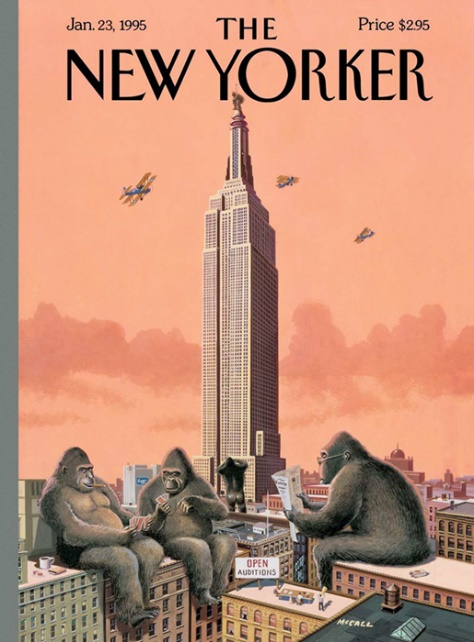 Jan. 23, 1995
THE
Price $2.95
NEW YORKER
OPEN
AUDITIONS
McCALL